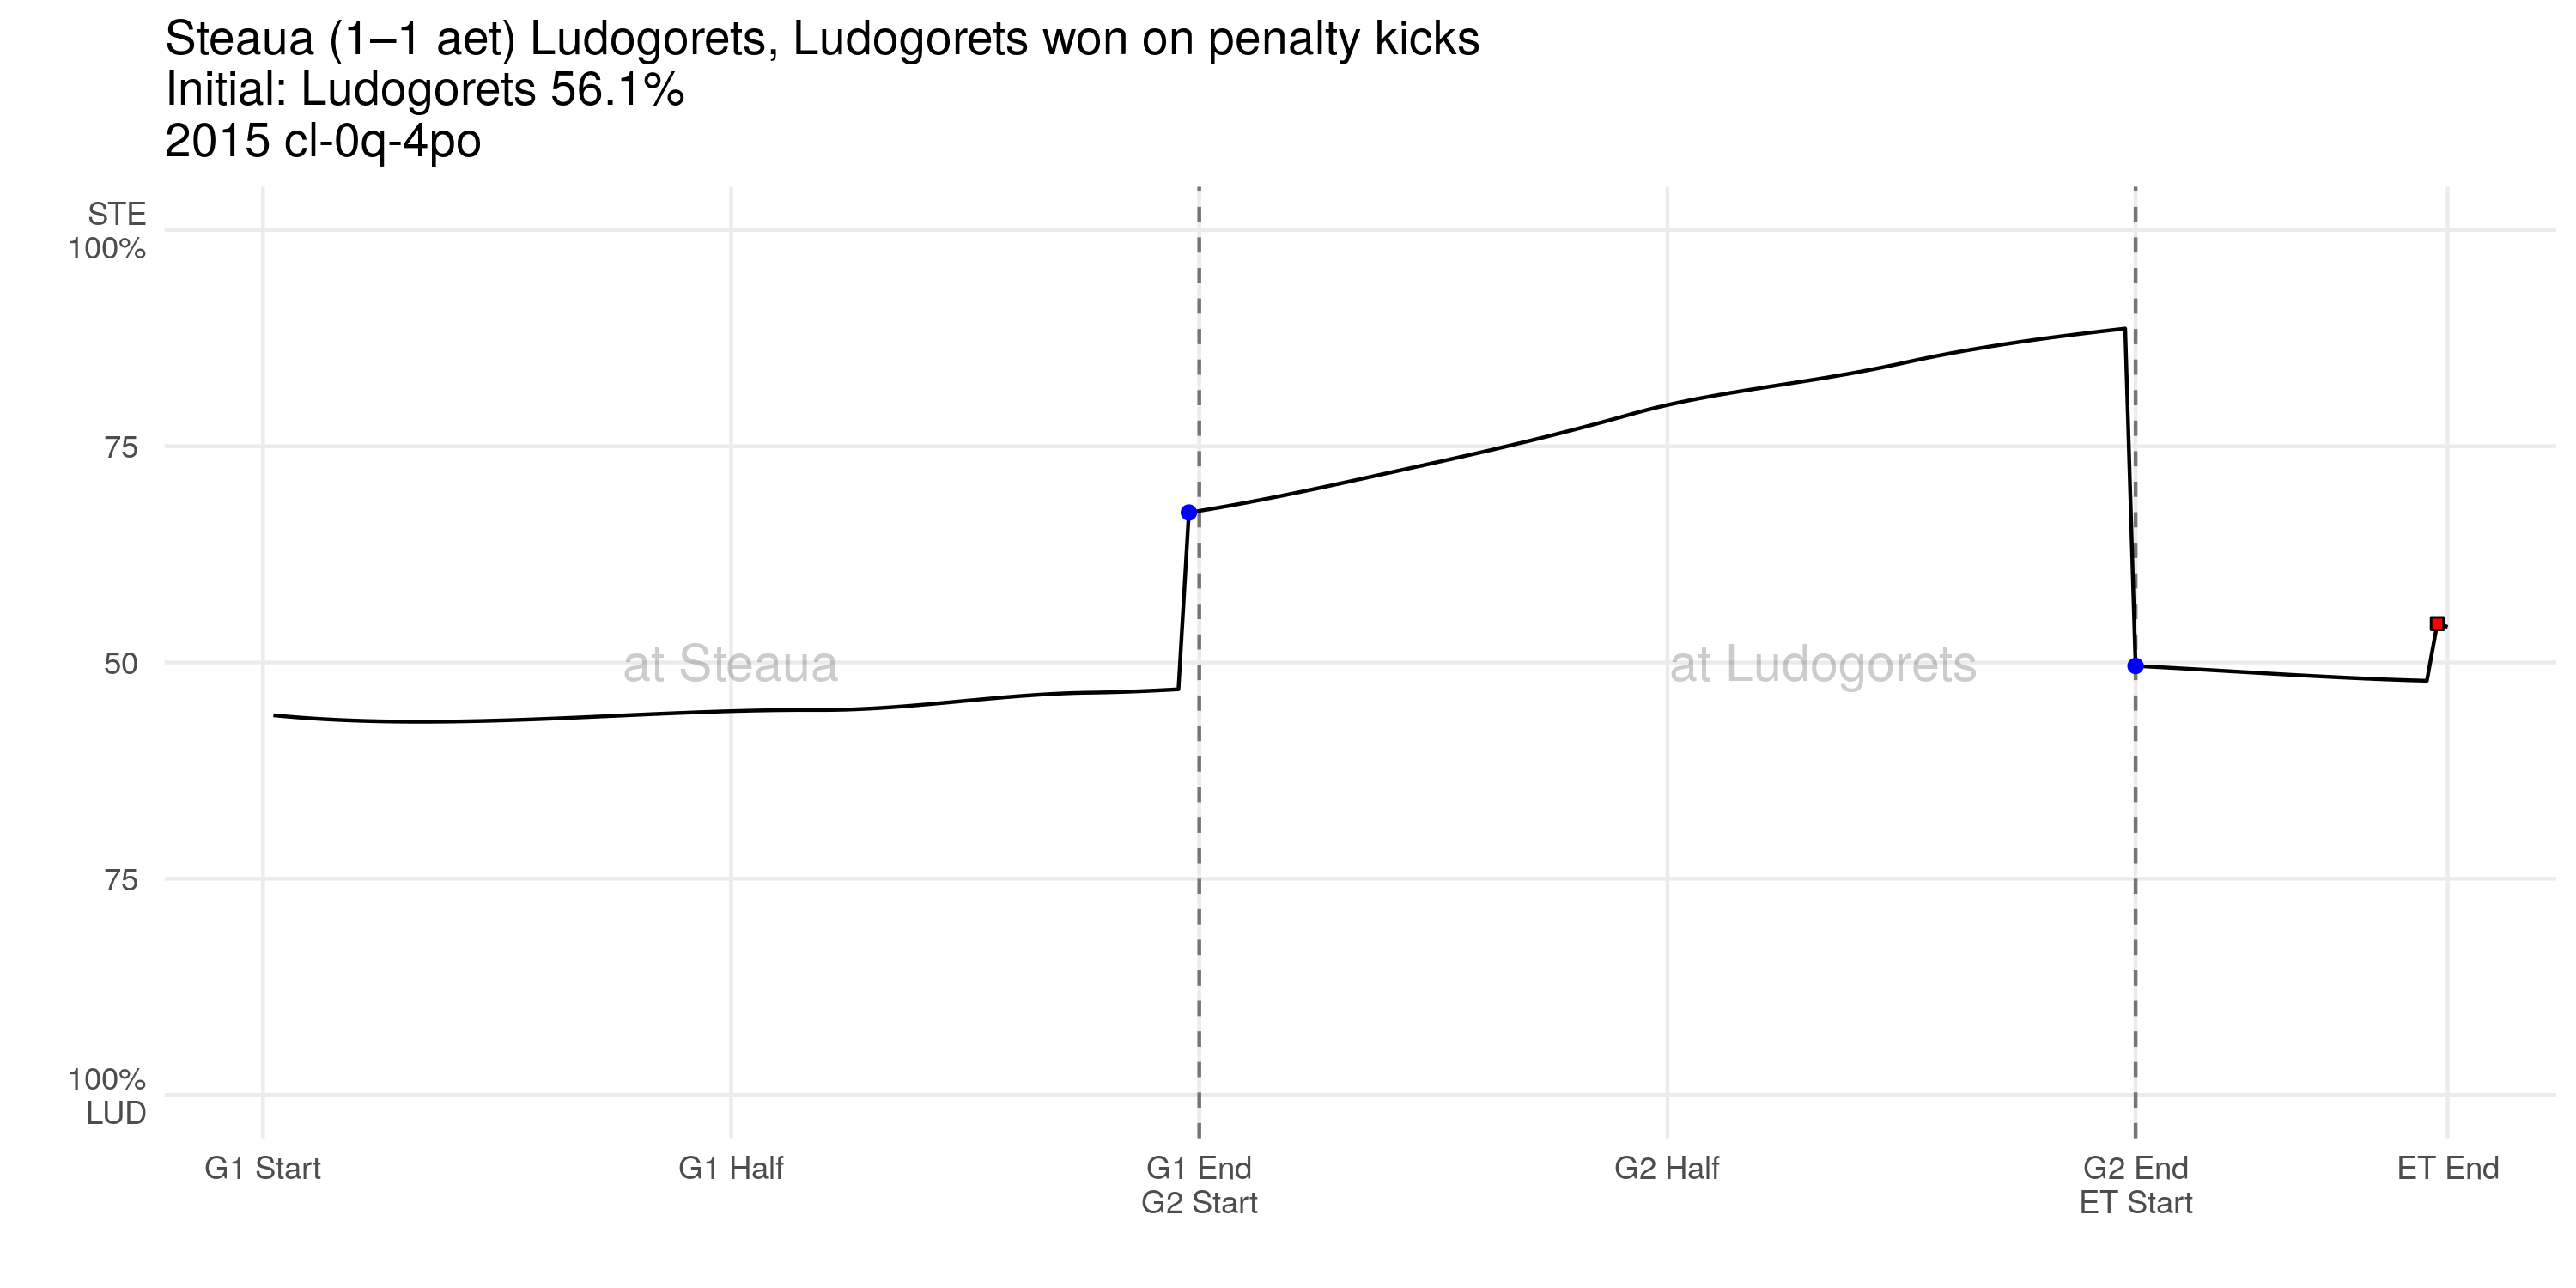 Steaua (1–1 aet) Ludogorets, Ludogorets won on penalty kicks
Initial: Ludogorets 56.1%
2015 cl-0q-4po
STE
100%
75
50
75
100%
LUD
at Steaua
at Ludogorets
G1 Start
G1 Half
G1 End
G2 Start
G2 Half
G2 End
ET Start
ET End